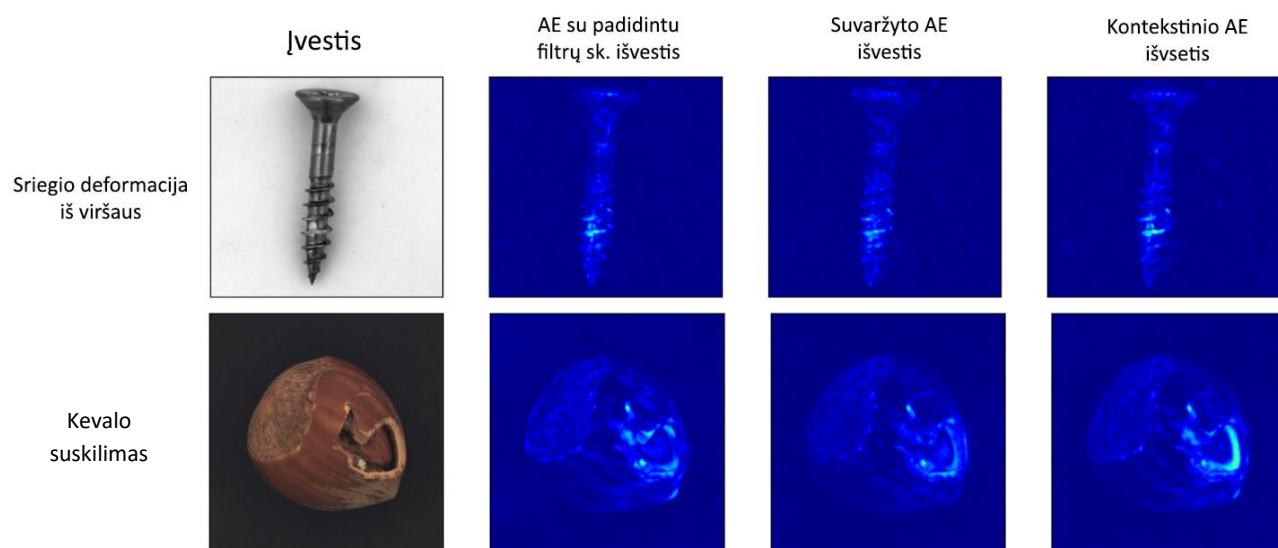 Įvestis
AE su padidintu
filtrų sk. išvestis
Suvaržyto AE
išvestis
Kontekstinio AE
išvsetis
Sriegio deformacija
iš viršaus
Kevalo
suskilimas